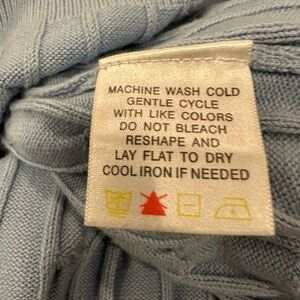 MACHINE WASH COLD
GENTLE CYCLE
WITH LIKE COLORS
DO NOT BLEACH
RESHAPE AND
LAY FLAT TO DRY
COOL IRON IF NEEDED